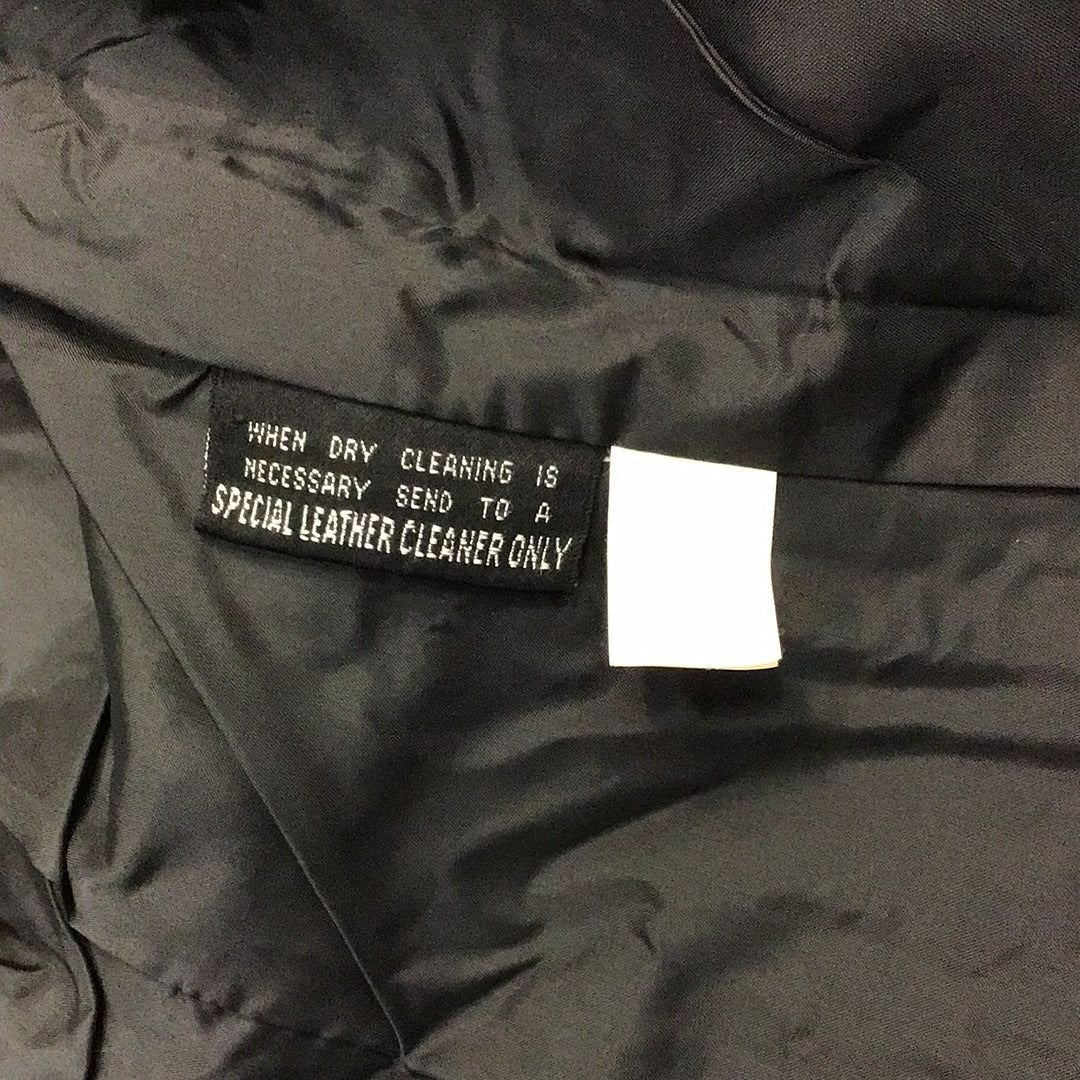 WHEN DRY CLEANING IS
NECESSARY SEND TO A
SPECIAL LEATHER CLEANER ONLY